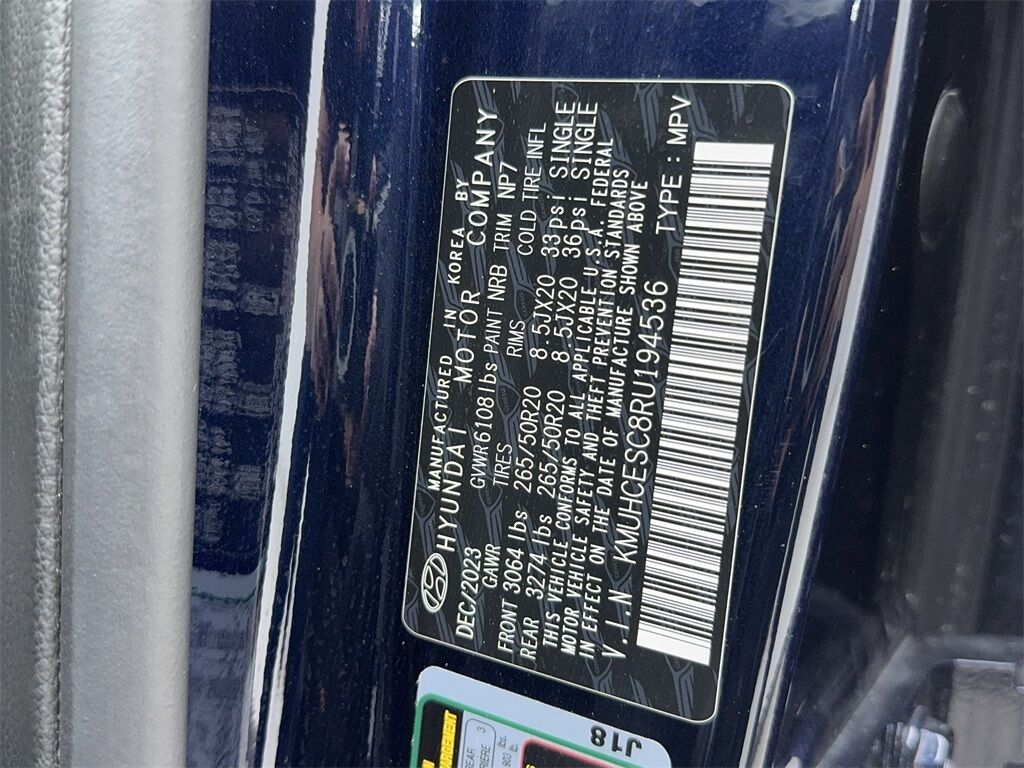 MANUFACTURED IN KOREA BY
HYUNDAI MOTOR COMPANY
DEC/2023 GVWR6108lbs PAINT NRB TRIM NP7
GAWR TIRES RIMS COLD TIRE INFL
FRONT 3064 lbs 265/50R20 8.5JX20 33psi SINGLE
REAR 3274 lbs 265/50R20 8.5JX20 36psi SINGLE
THIS VEHICLE CONFORMS TO ALL APPLICABLE U.S.A. FEDERAL
MOTOR VEHICLE SAFETY AND THEFT PREVENTION STANDARDS
IN EFFECT ON THE DATE OF MANUFACTURE SHOWN ABOVE
V.I.N KMUHCESC8RU194536 TYPE : MPV
J18
REAR
3